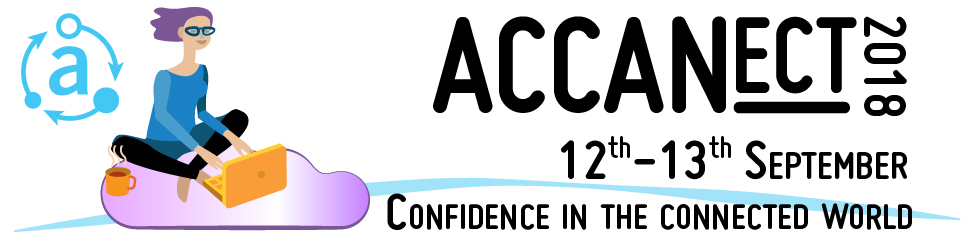 a
ACCANECT 2018
12th-13th September
Confidence in the connected world